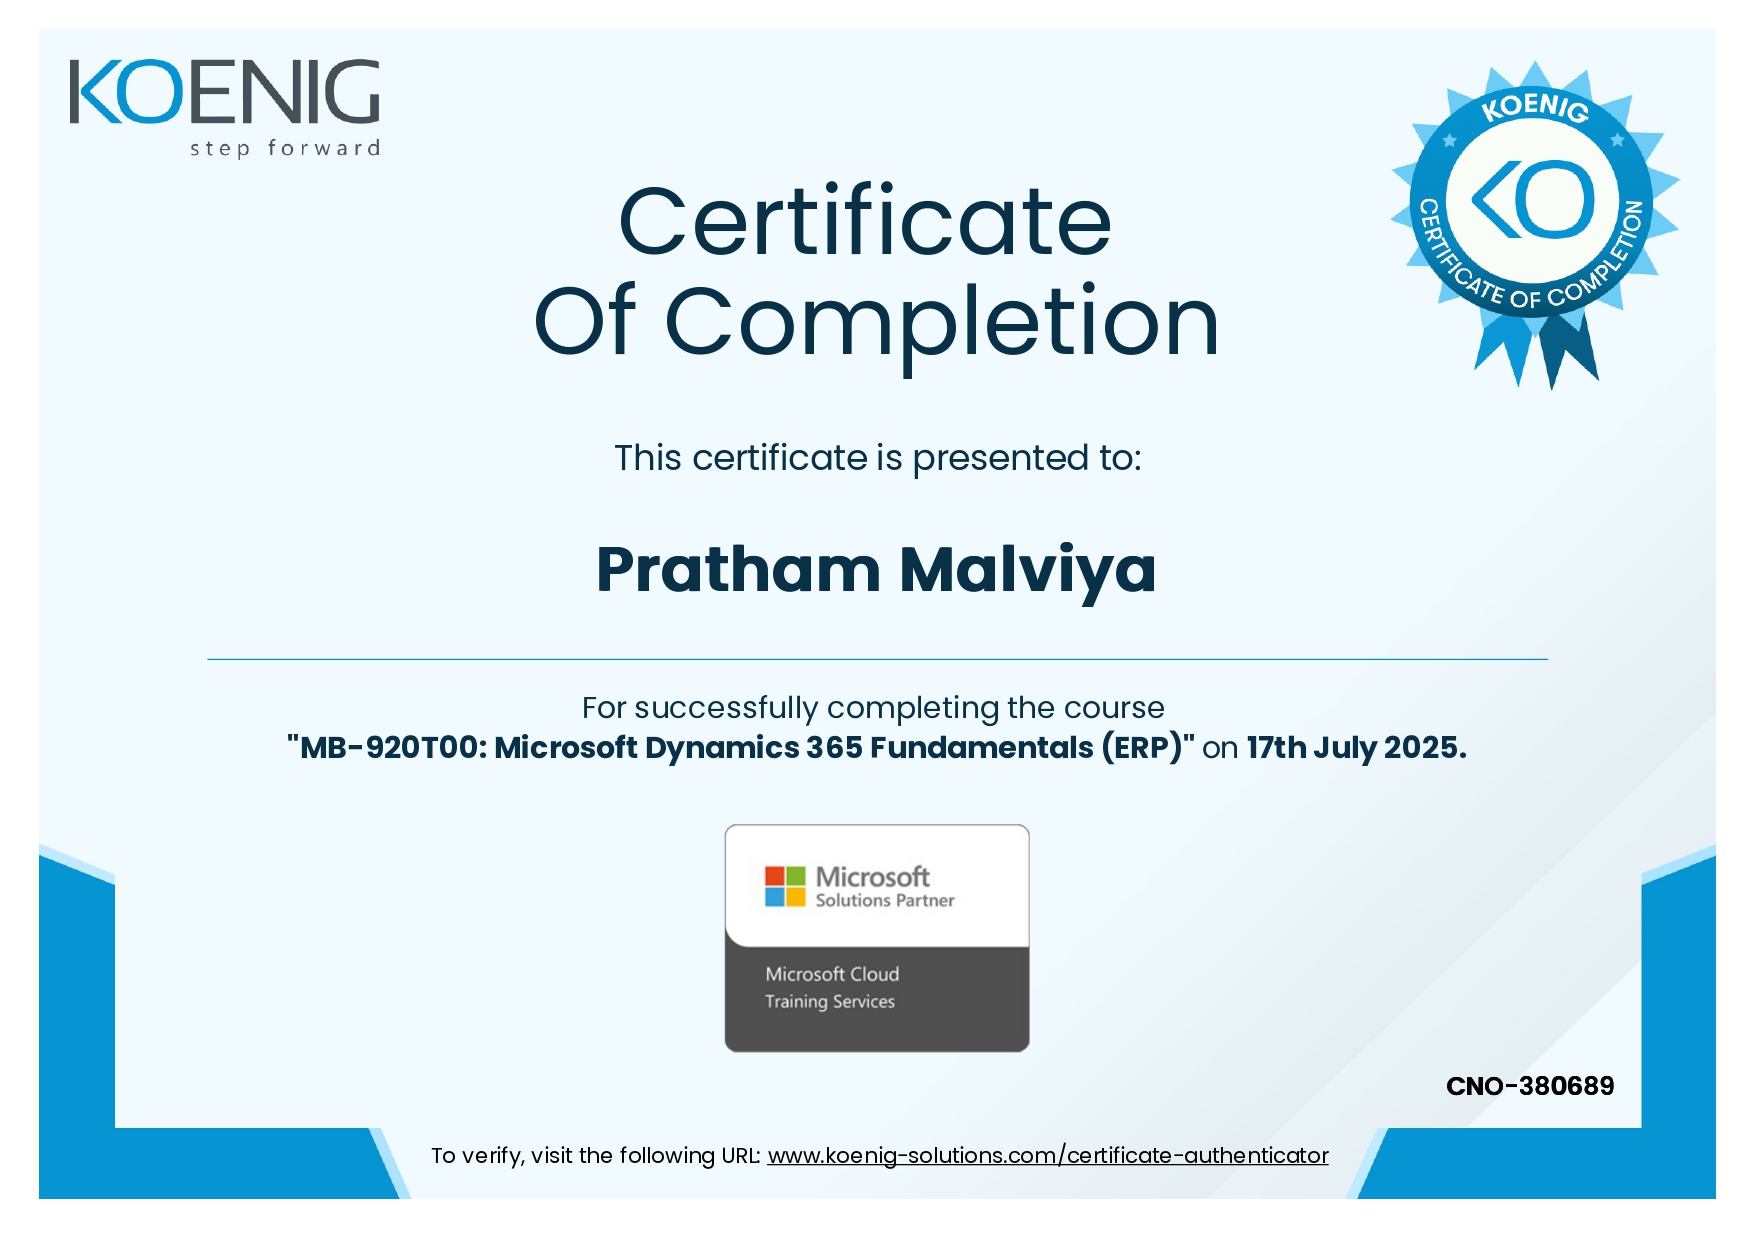 KOENIG
step forward
KOENIG
KO
CERTIFICATE OF COMPLETION
Certificate
Of Completion
This certificate is presented to:
Pratham Malviya
For successfully completing the course
"MB-920T00: Microsoft Dynamics 365 Fundamentals (ERP)" on 17th July 2025.
Microsoft
Solutions Partner
Microsoft Cloud
Training Services
CNO-380689
To verify, visit the following URL: www.koenig-solutions.com/certificate-authenticator